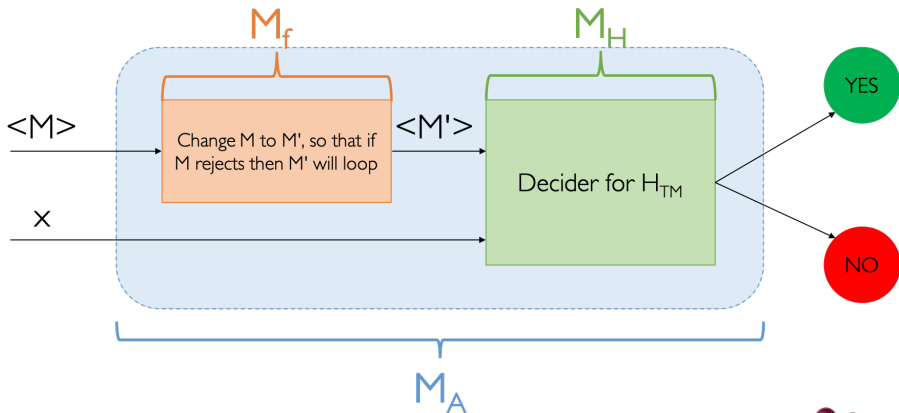 M_f
M_H
<M>
Change M to M', so that if
M rejects then M' will loop
<M'>
Decider for H_TM
YES
x
NO
M_A